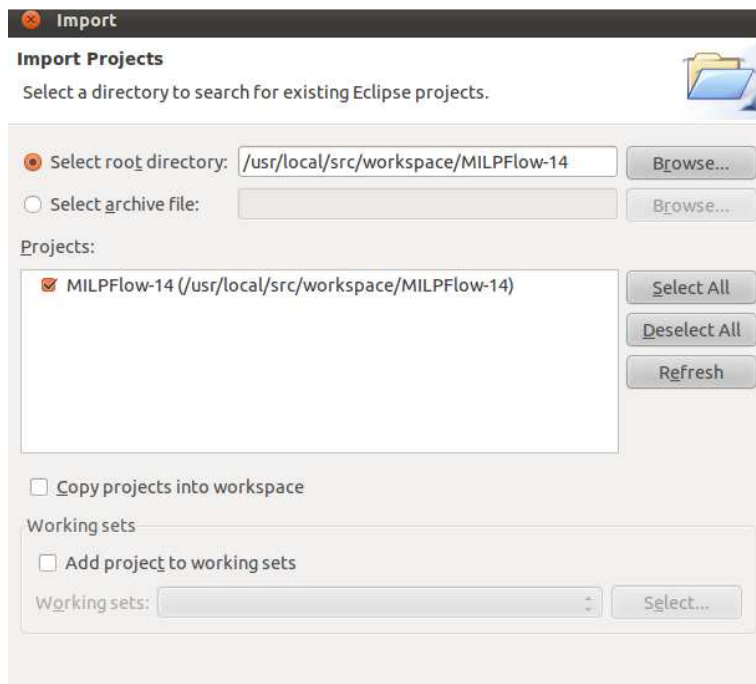 Import
Import Projects
Select a directory to search for existing Eclipse projects.
Select root directory: /usr/local/src/workspace/MILPFlow-14 Browse...
Select archive file: Browse...
Projects:
MILPFlow-14 (/usr/local/src/workspace/MILPFlow-14)
Select All
Deselect All
Refresh
Copy projects into workspace
Working sets
Add project to working sets
Working sets: Select...